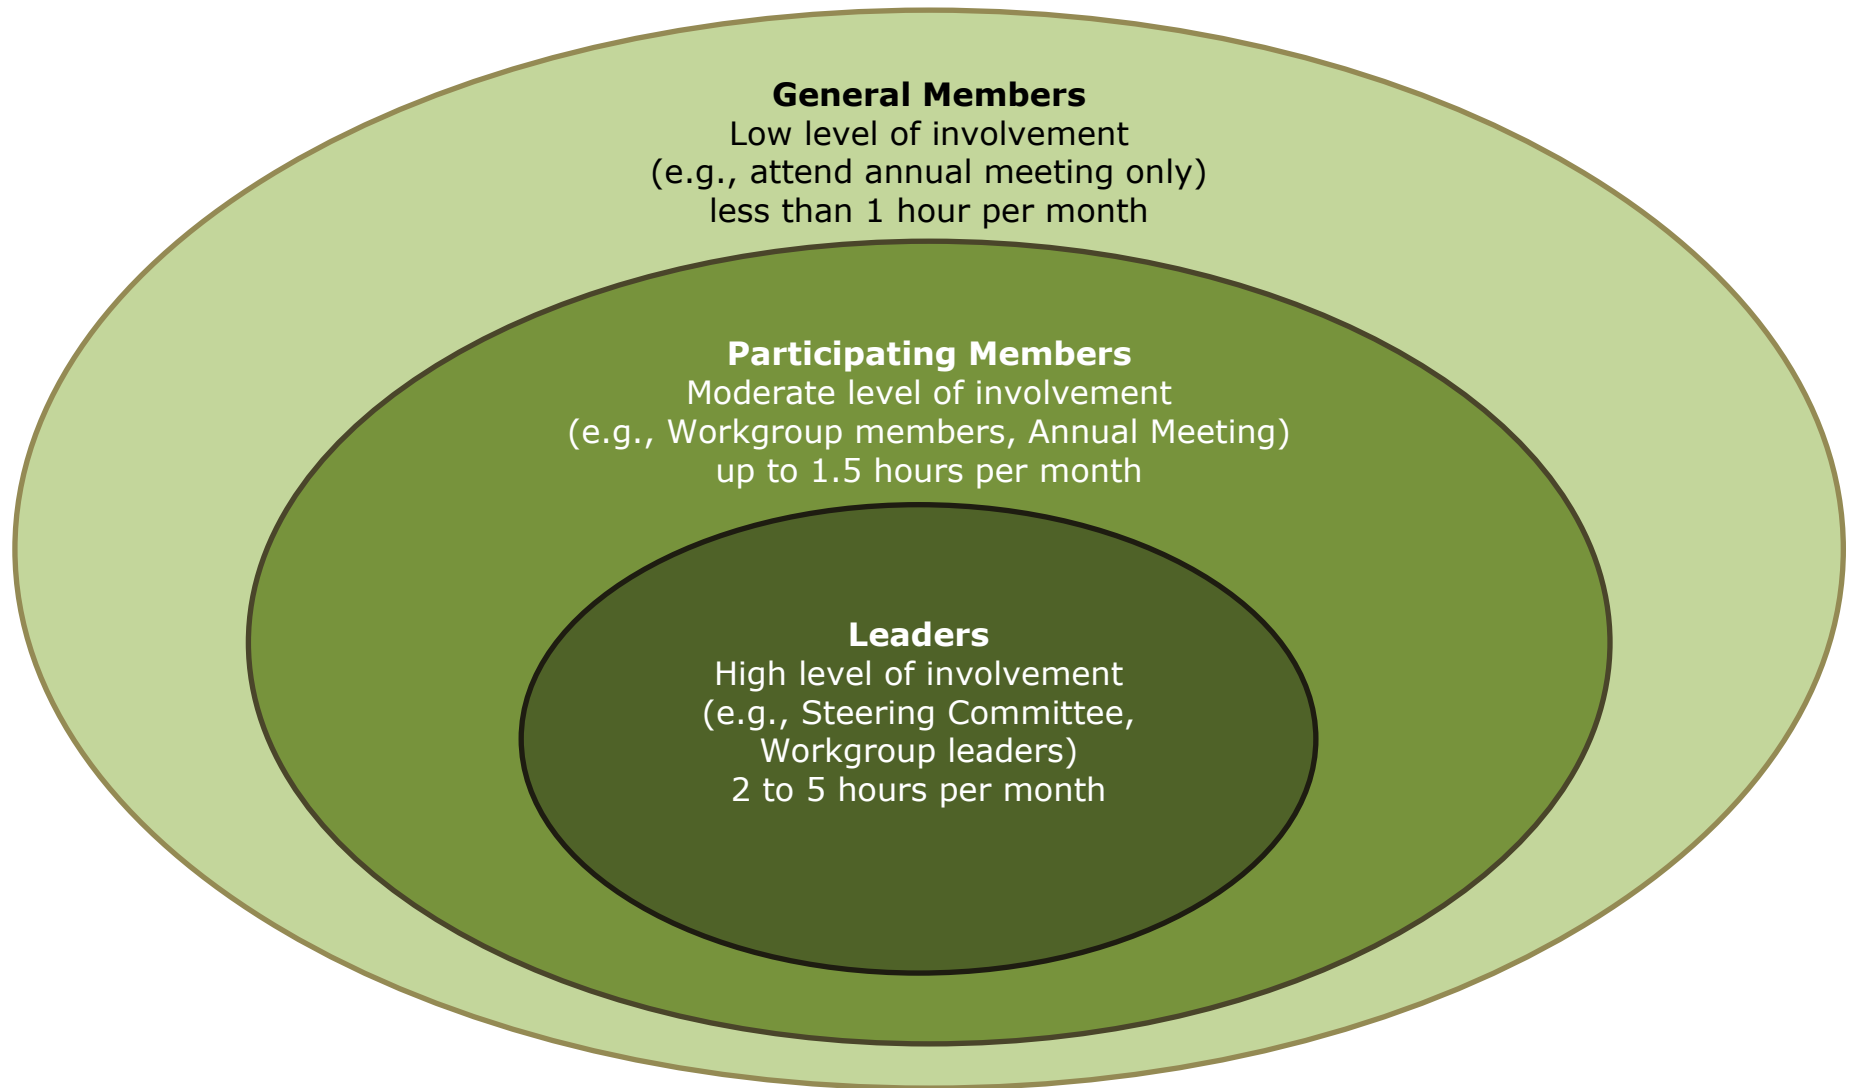 General Members
Low level of involvement
(e.g., attend annual meeting only)
less than 1 hour per month
Participating Members
Moderate level of involvement
(e.g., Workgroup members, Annual Meeting)
up to 1.5 hours per month
Leaders
High level of involvement
(e.g., Steering Committee,
Workgroup leaders)
2 to 5 hours per month